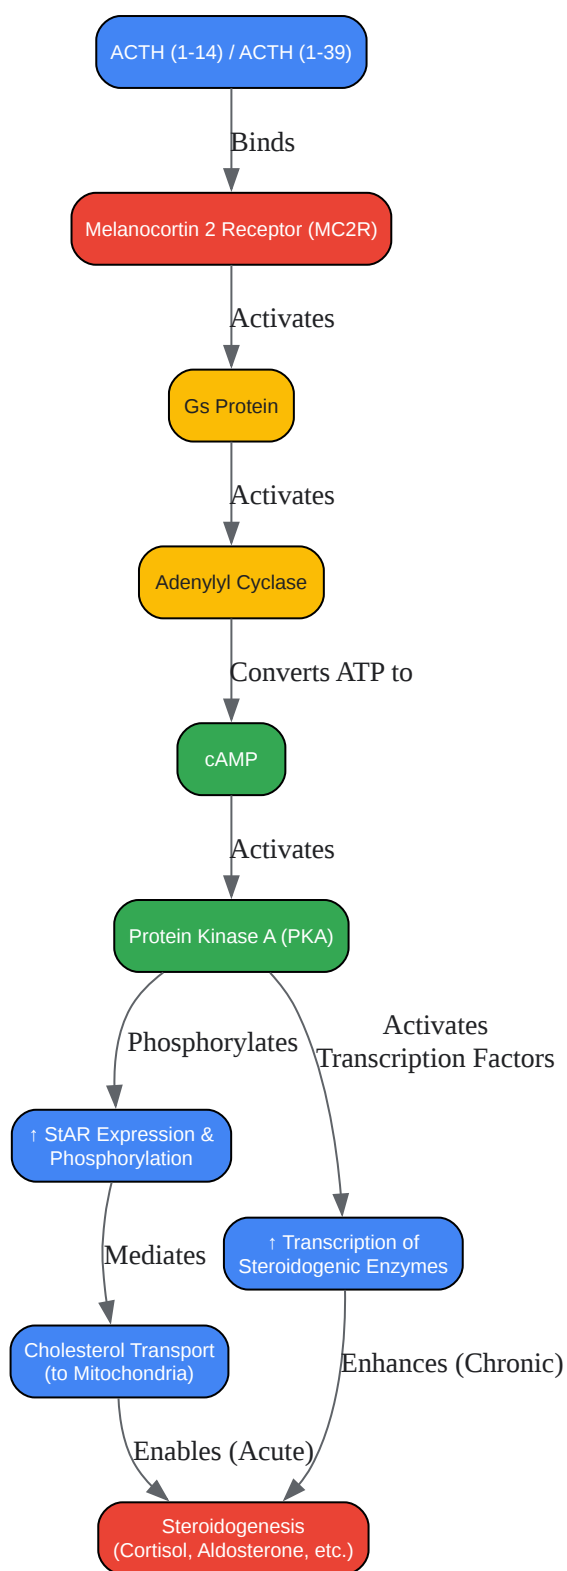 ACTH (1-14) / ACTH (1-39)
Binds
Melanocortin 2 Receptor (MC2R)
Activates
Gs Protein
Activates
Adenylyl Cyclase
Converts ATP to
cAMP
Activates
Protein Kinase A (PKA)
Phosphorylates
Activates
Transcription Factors
↑ StAR Expression &
Phosphorylation
↑ Transcription of
Steroidogenic Enzymes
Mediates
Cholesterol Transport
(to Mitochondria)
Enhances (Chronic)
Enables (Acute)
Steroidogenesis
(Cortisol, Aldosterone, etc.)